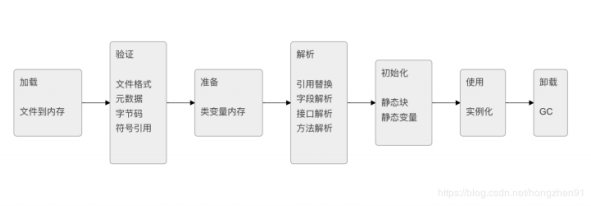 加载
文件到内存
验证
文件格式
元数据
字节码
符号引用
准备
类变量内存
解析
引用替换
字段解析
接口解析
方法解析
初始化
静态块
静态变量
使用
实例化
卸载
GC
https://blog.csdn.net/hongzhen91